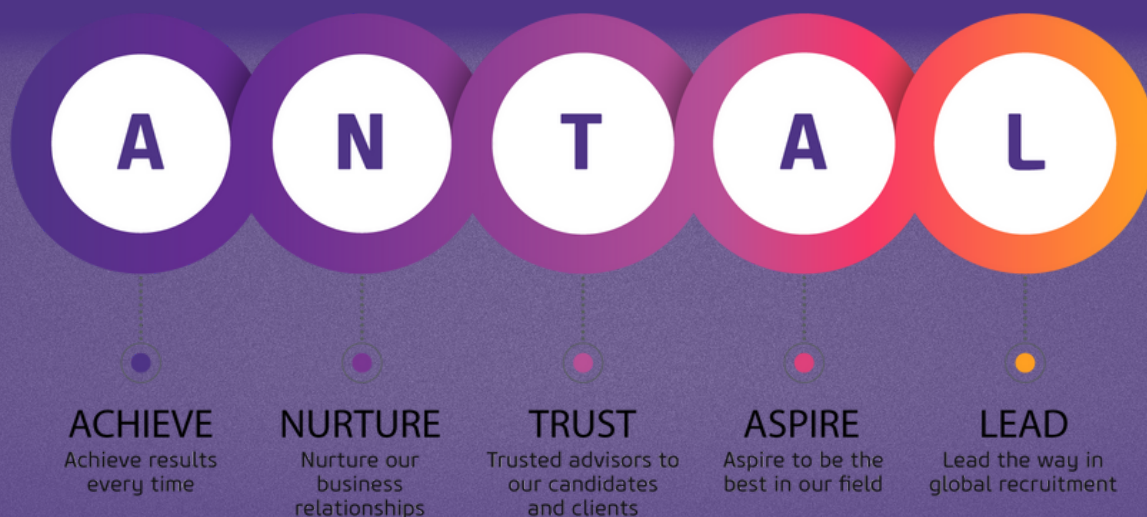 A N T A L
ACHIEVE
Achieve results
every time
NURTURE
Nurture our
business
relationships
TRUST
Trusted advisors to
our candidates
and clients
ASPIRE
Aspire to be the
best in our field
LEAD
Lead the way in
global recruitment